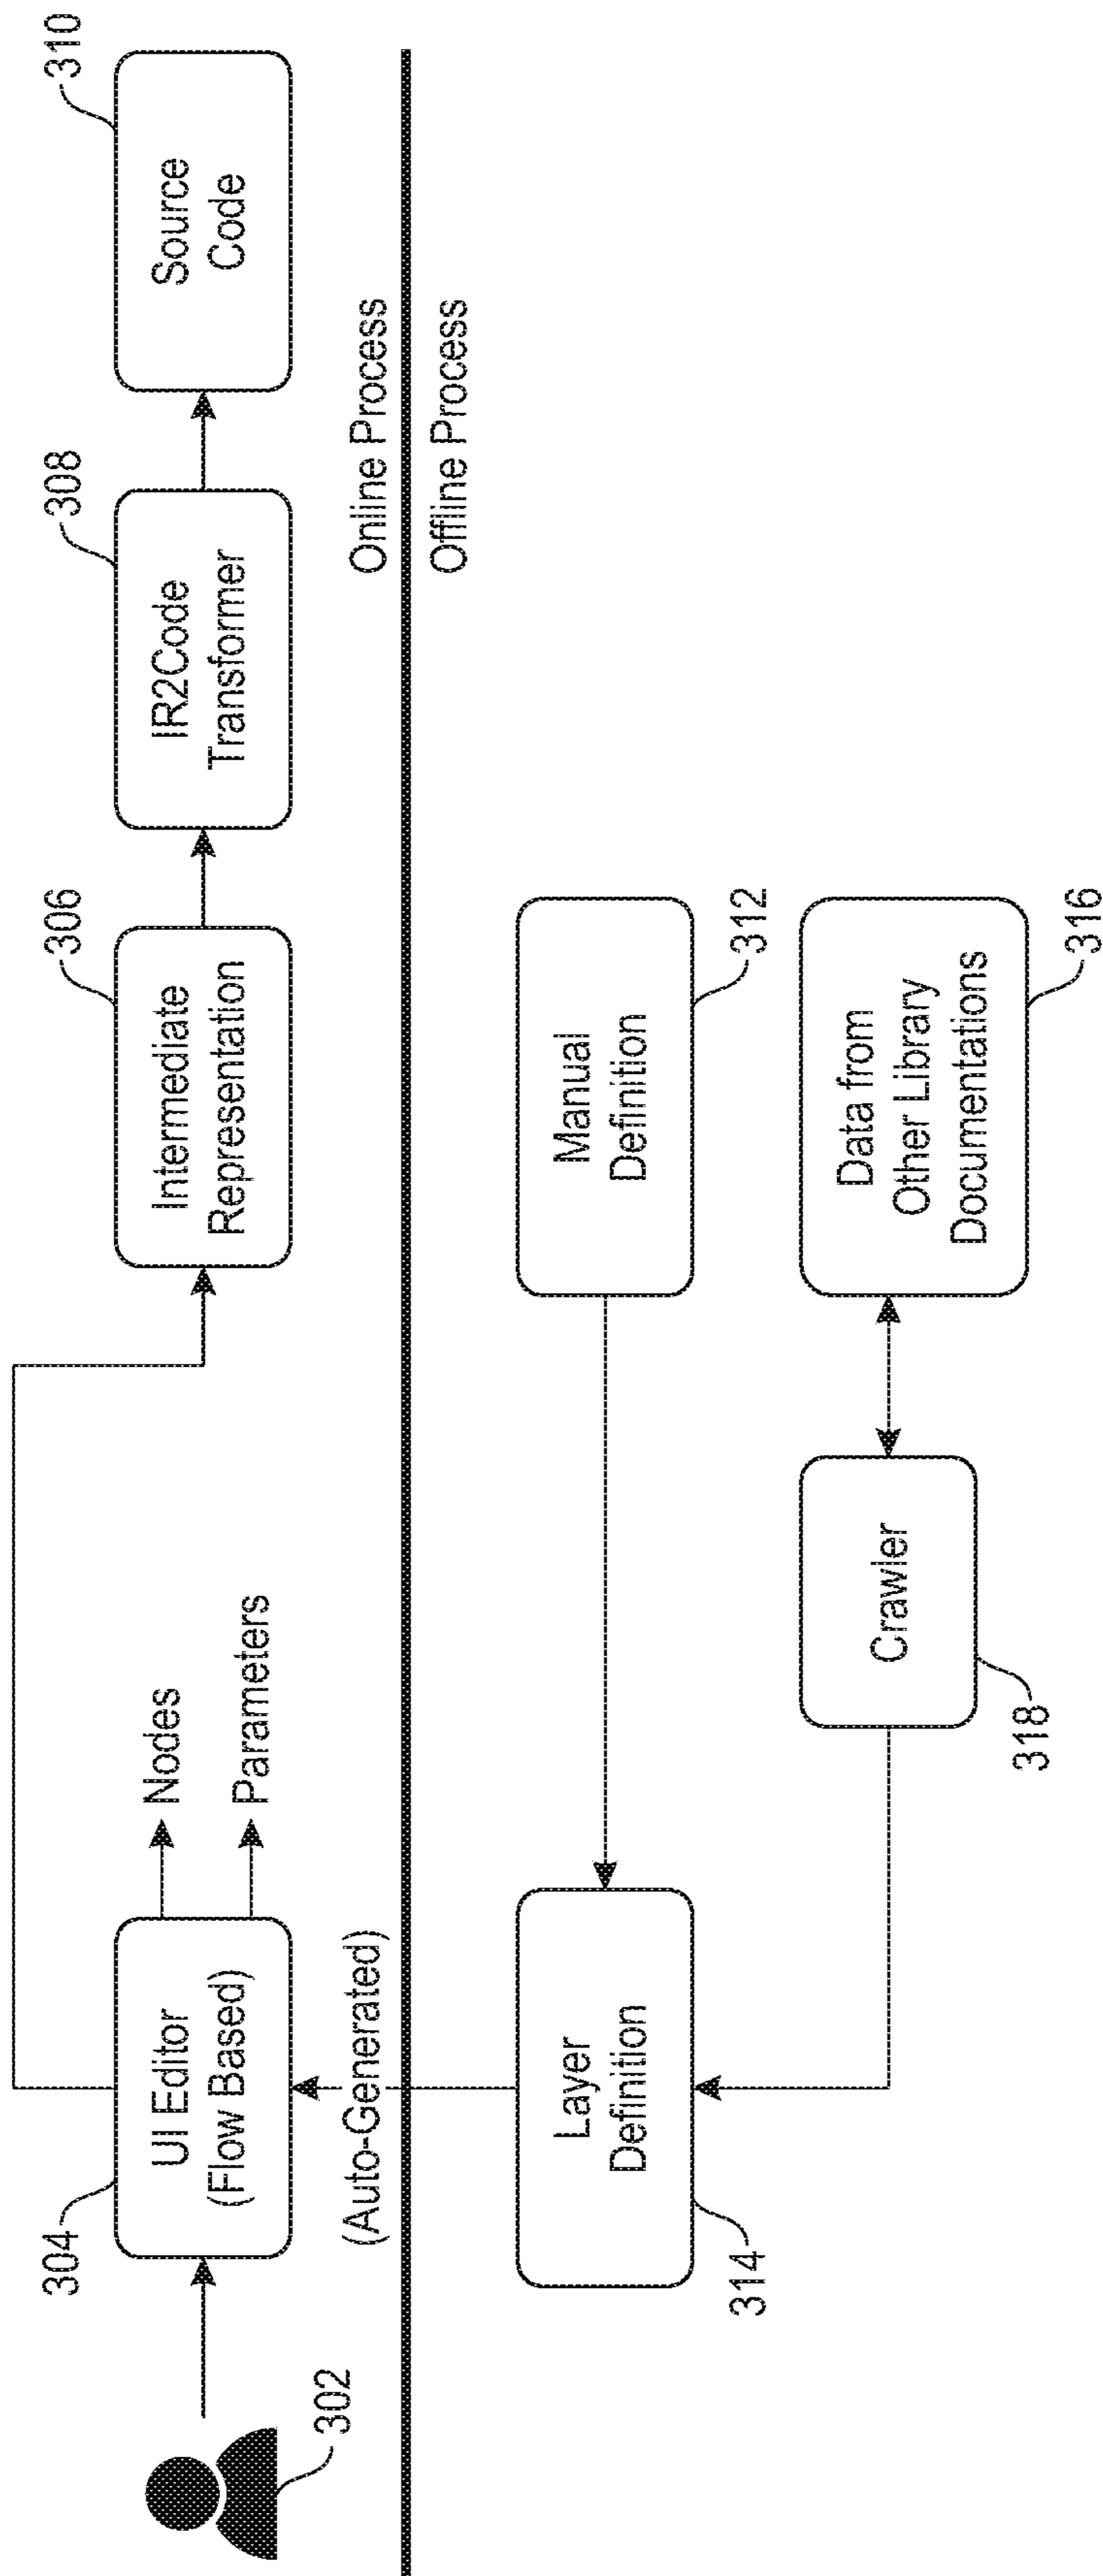 310
308
306
Source
Code
IR2Code
Transformer
Intermediate
Representation
Nodes
Parameters
304
UI Editor
(Flow Based)
302
(Auto-Generated)
Online Process
Offline Process
Layer
Definition
314
Manual
Definition
312
Crawler
318
Data from
Other Library
Documentations
316